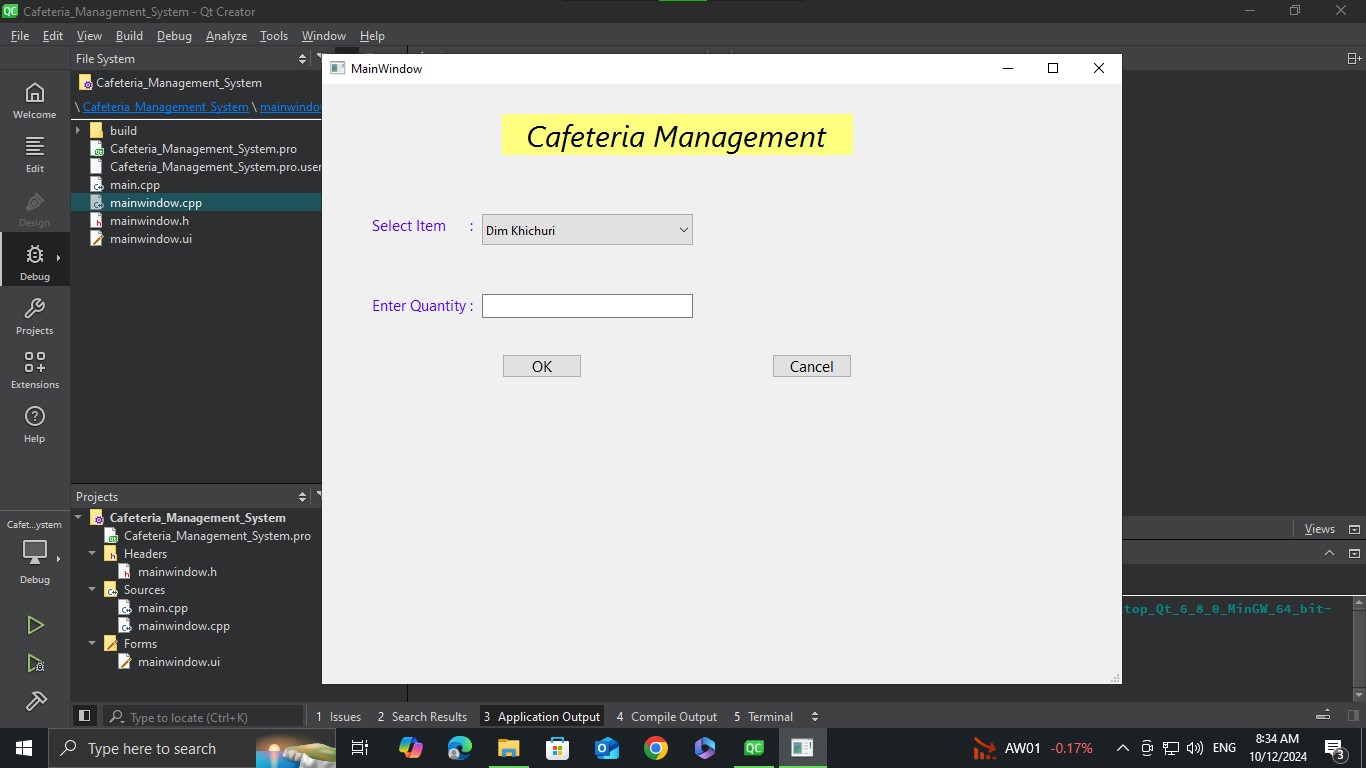 QC Cafeteria_Management_System - Qt Creator
File Edit View Build Debug Analyze Tools Window Help
File System
Cafeteria_Management_System
\ Cafeteria_Management_System \ mainwindo
build
Cafeteria_Management_System.pro
Cafeteria_Management_System.pro.user
main.cpp
mainwindow.cpp
mainwindow.h
mainwindow.ui
Welcome
Edit
Design
Debug
Projects
Extensions
Help
MainWindow
Cafeteria Management
Select Item :
Dim Khichuri
Enter Quantity :
OK
Cancel
Projects
Cafeteria_Management_System
Cafeteria_Management_System.pro
Headers
mainwindow.h
Sources
main.cpp
mainwindow.cpp
Forms
mainwindow.ui
Cafet...ystem
Debug
Views
top_Qt_6_8_0_MinGW_64_bit-
Type to locate (Ctrl+K)
1 Issues
2 Search Results
3 Application Output
4 Compile Output
5 Terminal
Type here to search
QC
AW01 -0.17%
ENG
8:34 AM
10/12/2024
3